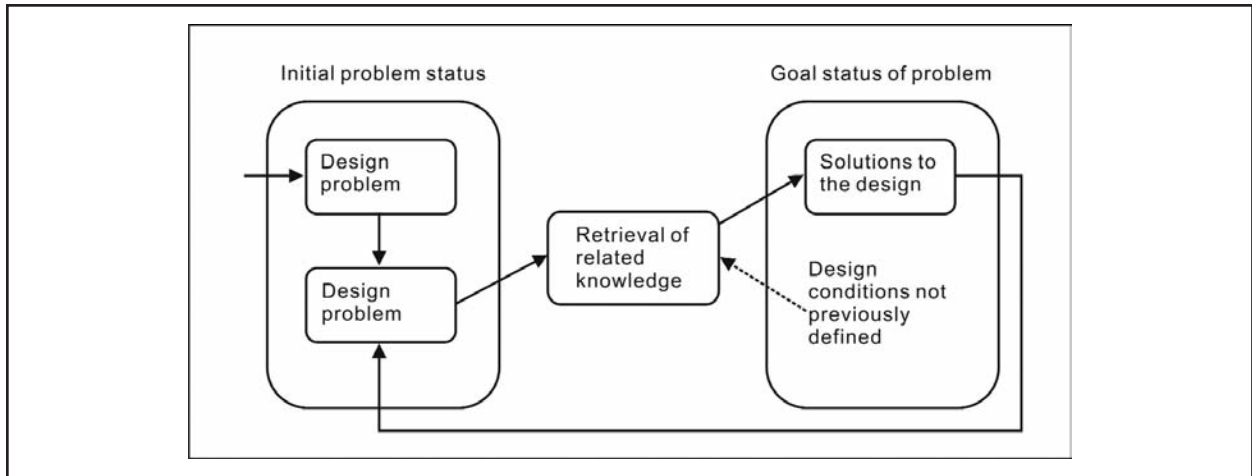 Initial problem status
Goal status of problem
Design
problem
Solutions to
the design
Retrieval of
related
knowledge
Design
problem
Design
conditions not
previously
defined